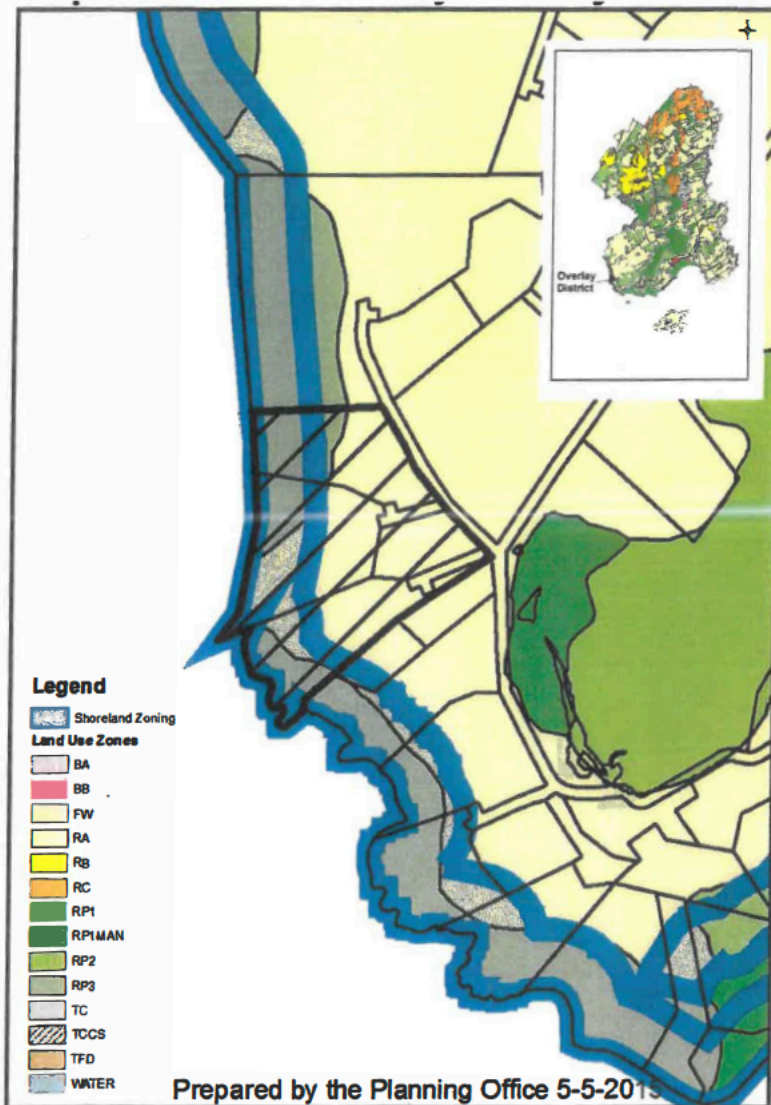 Overlay
District
Legend
Shoreland Zoning
Land Use Zones
BA
BB
FW
RA
RB
RC
RP1
RP1MAN
RP2
RP3
TC
TCCS
TFD
WATER
Prepared by the Planning Office 5-5-2015